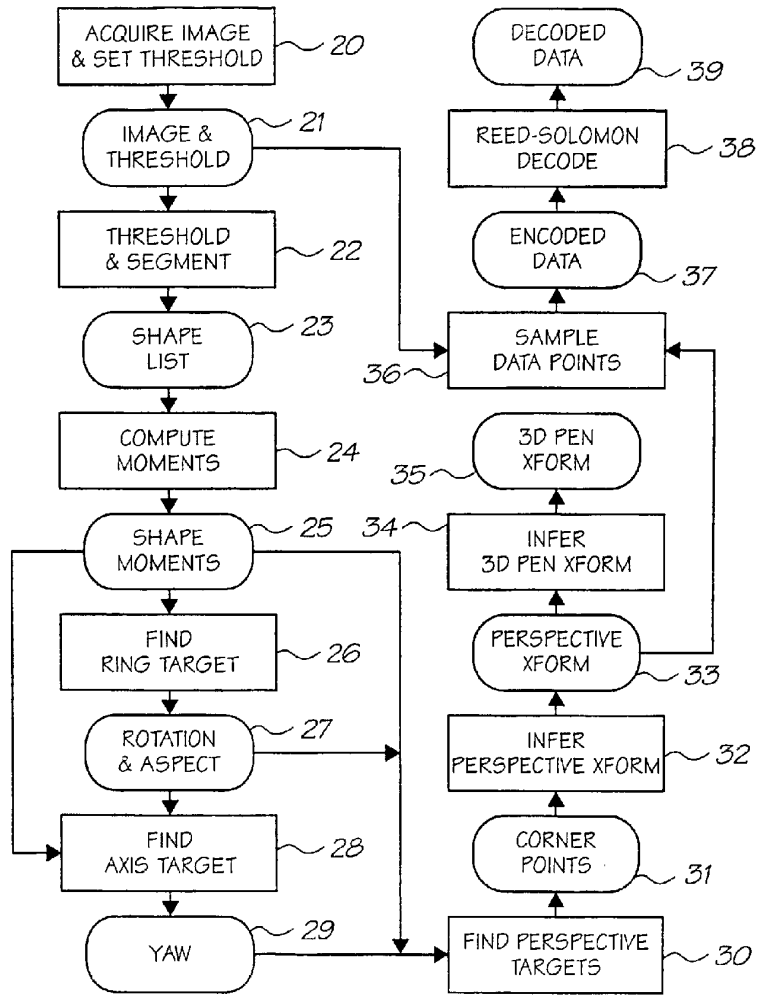 ACQUIRE IMAGE
& SET THRESHOLD
20
IMAGE &
THRESHOLD
21
THRESHOLD
& SEGMENT
22
SHAPE
LIST
23
COMPUTE
MOMENTS
24
SHAPE
MOMENTS
25
FIND
RING TARGET
26
ROTATION
& ASPECT
27
FIND
AXIS TARGET
28
YAW
29
FIND PERSPECTIVE
TARGETS
30
CORNER
POINTS
31
INFER
PERSPECTIVE XFORM
32
PERSPECTIVE
XFORM
33
INFER
3D PEN XFORM
34
3D PEN
XFORM
35
SAMPLE
DATA POINTS
36
ENCODED
DATA
37
REED-SOLOMON
DECODE
38
DECODED
DATA
39